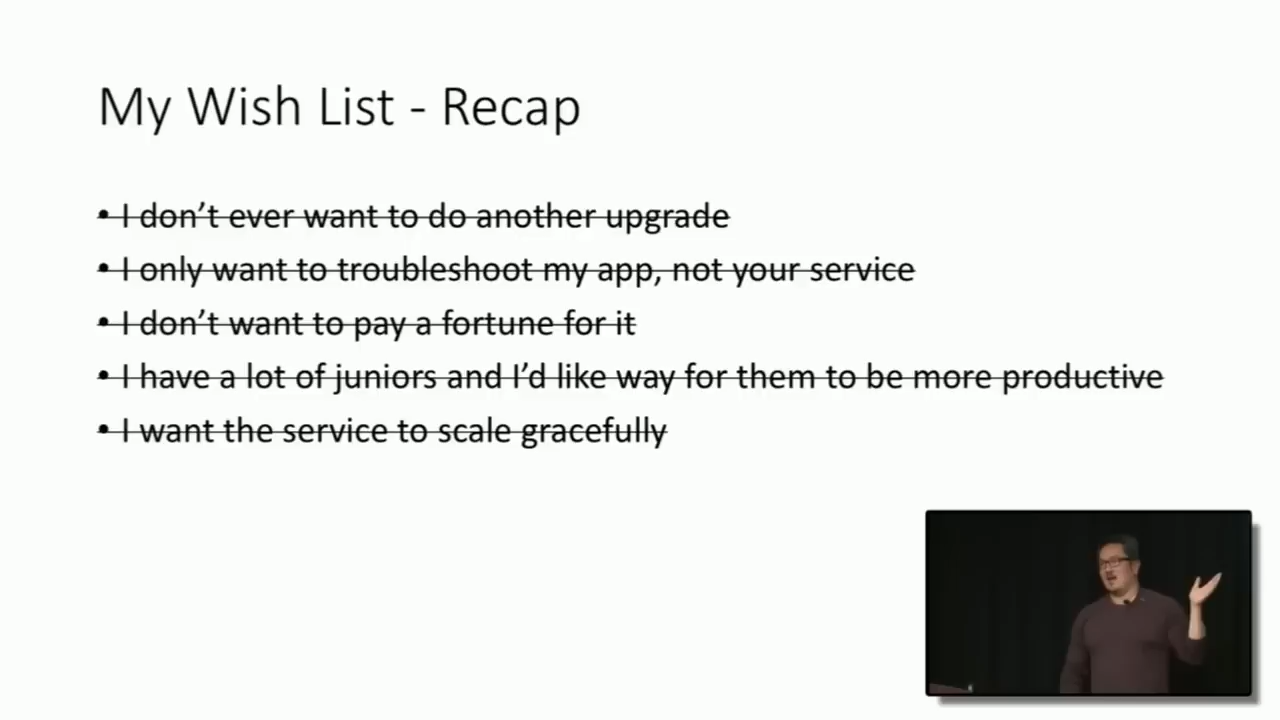 My Wish List - Recap
• I don’t ever want to do another upgrade
• I only want to troubleshoot my app, not your service
• I don’t want to pay a fortune for it
• I have a lot of juniors and I’d like way for them to be more productive
• I want the service to scale gracefully